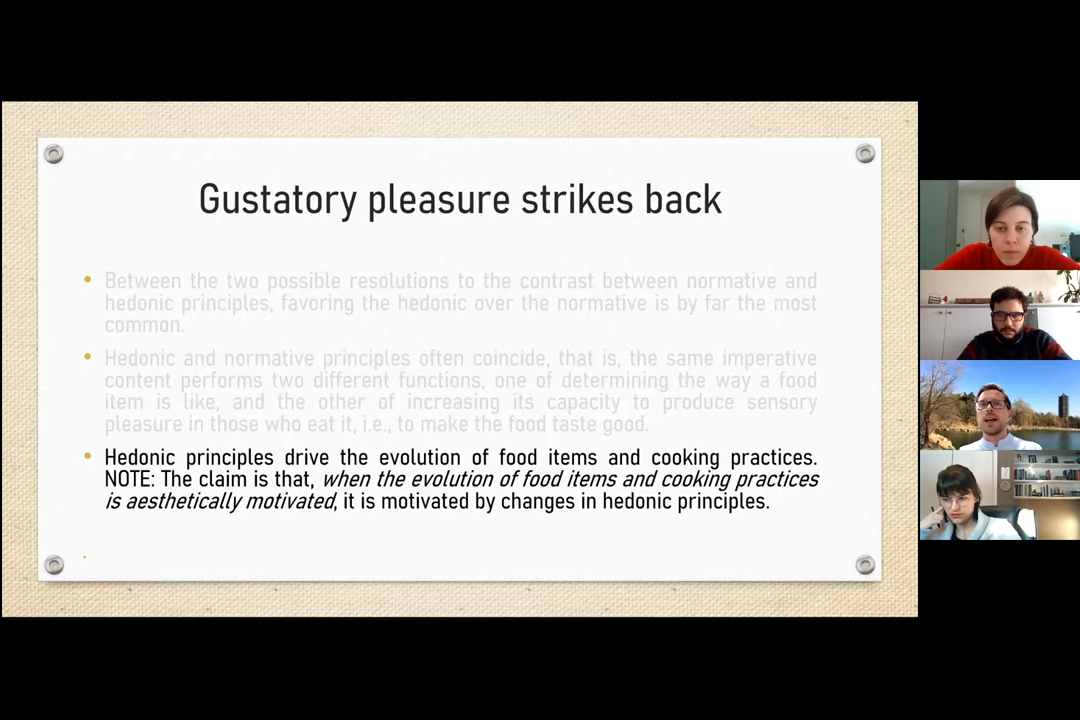 Gustatory pleasure strikes back
• Between the two possible resolutions to the contrast between normative and
hedonic principles, favoring the hedonic over the normative is by far the most
common.
• Hedonic and normative principles often coincide, that is, the same imperative
content performs two different functions, one of determining the way a food
item is like, and the other of increasing its capacity to produce sensory
pleasure in those who eat it, i.e., to make the food taste good.
• Hedonic principles drive the evolution of food items and cooking practices.
NOTE: The claim is that, when the evolution of food items and cooking practices
is aesthetically motivated, it is motivated by changes in hedonic principles.